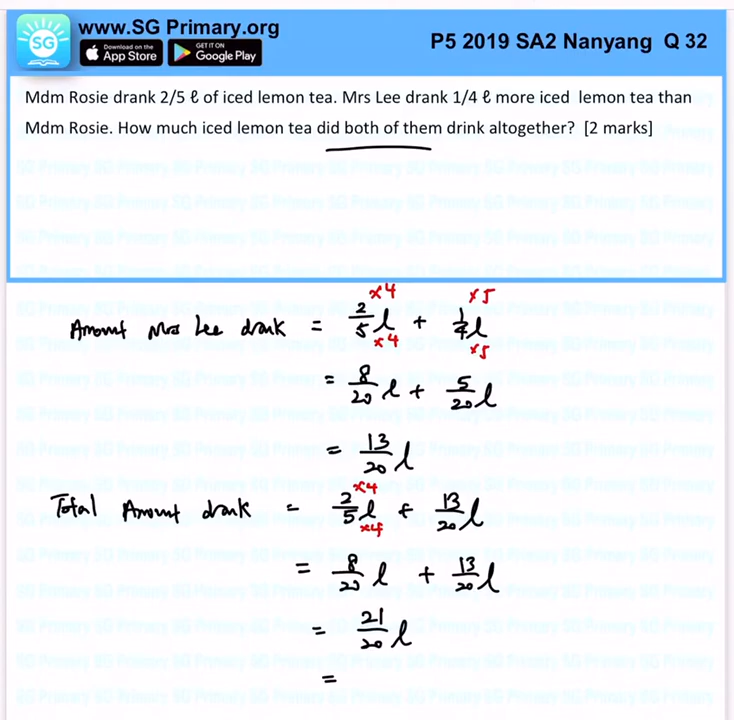 www.SG Primary.org
SG
Download on the App Store
GET IT ON Google Play
P5 2019 SA2 Nanyang Q 32
Mdm Rosie drank 2/5 ℓ of iced lemon tea. Mrs Lee drank 1/4 ℓ more iced lemon tea than
Mdm Rosie. How much iced lemon tea did both of them drink altogether? [2 marks]
×4 ×5
Amount Mrs Lee drank = 2/5 l + 1/4 l
×4 ×5
= 8/20 l + 5/20 l
= 13/20 l
×4
Total Amount drank = 2/5 l + 13/20 l
×4
= 8/20 l + 13/20 l
= 21/20 l
=